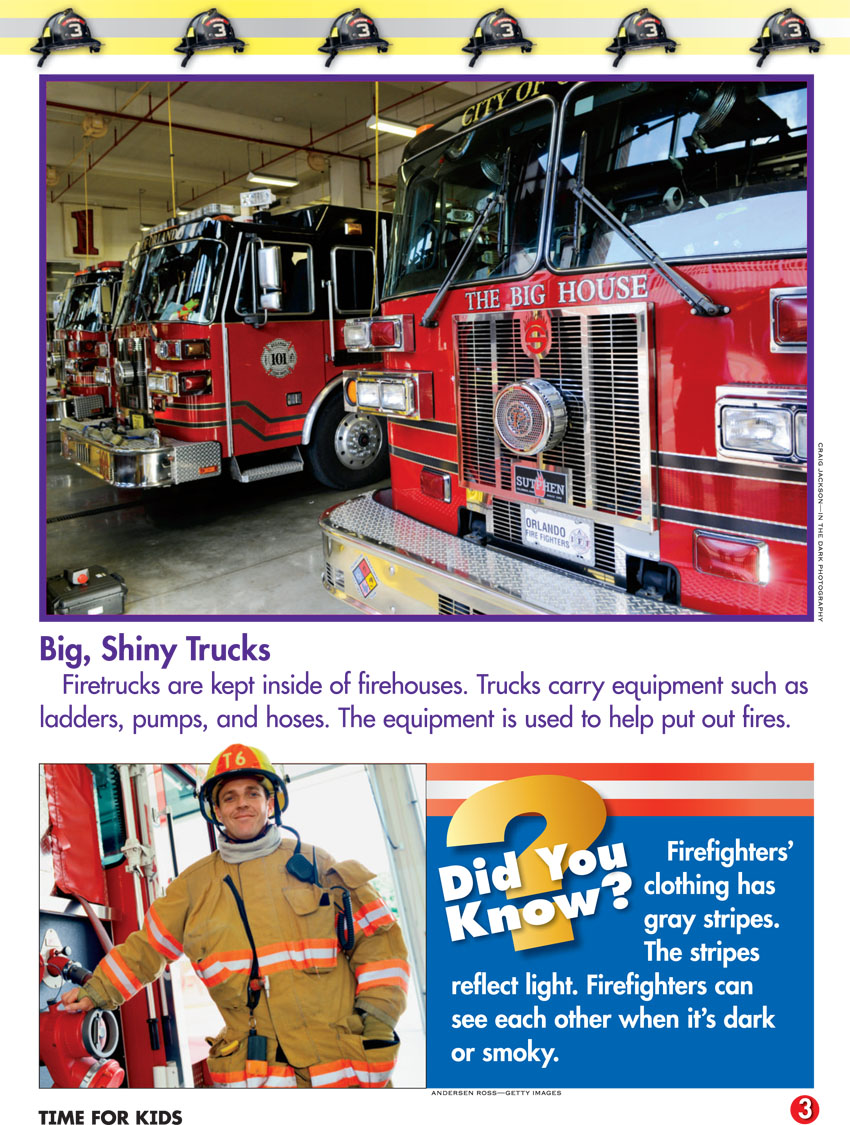 3 3 3 3 3 3
CITY OF
1
101
THE BIG HOUSE
S
SUTPHEN
ORLANDO
FIRE FIGHTERS
CRAIG JACKSON—IN THE DARK PHOTOGRAPHY
Big, Shiny Trucks
Firetrucks are kept inside of firehouses. Trucks carry equipment such as
ladders, pumps, and hoses. The equipment is used to help put out fires.
T6
?
Did You
Know?
Firefighters’
clothing has
gray stripes.
The stripes
reflect light. Firefighters can
see each other when it’s dark
or smoky.
ANDERSEN ROSS—GETTY IMAGES
TIME FOR KIDS
3